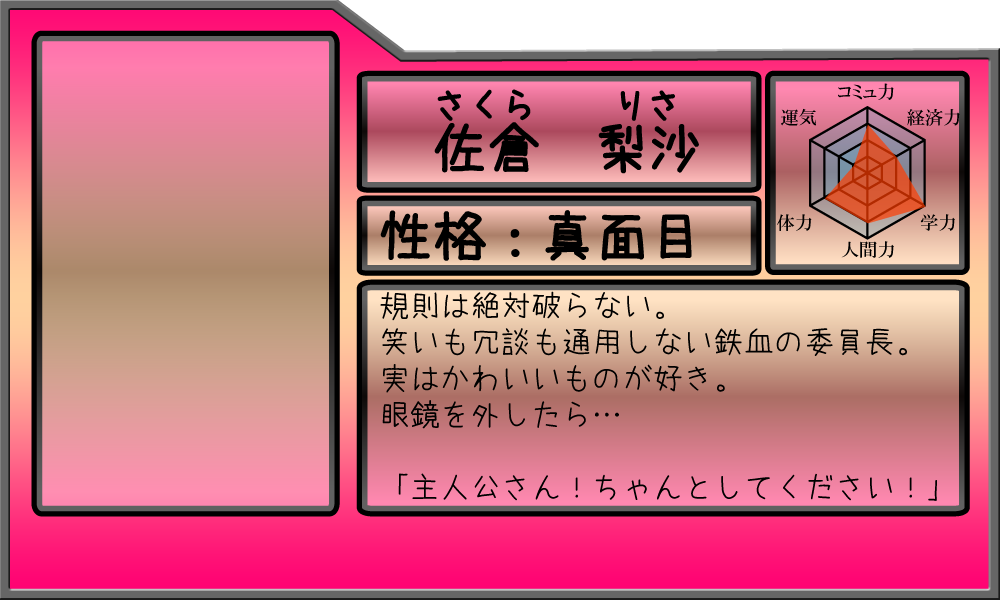 さくら　りさ
佐倉　梨沙
性格：真面目
コミュ力
経済力
学力
人間力
体力
運気
規則は絶対破らない。
笑いも冗談も通用しない鉄血の委員長。
実はかわいいものが好き。
眼鏡を外したら…
「主人公さん！ちゃんとしてください！」